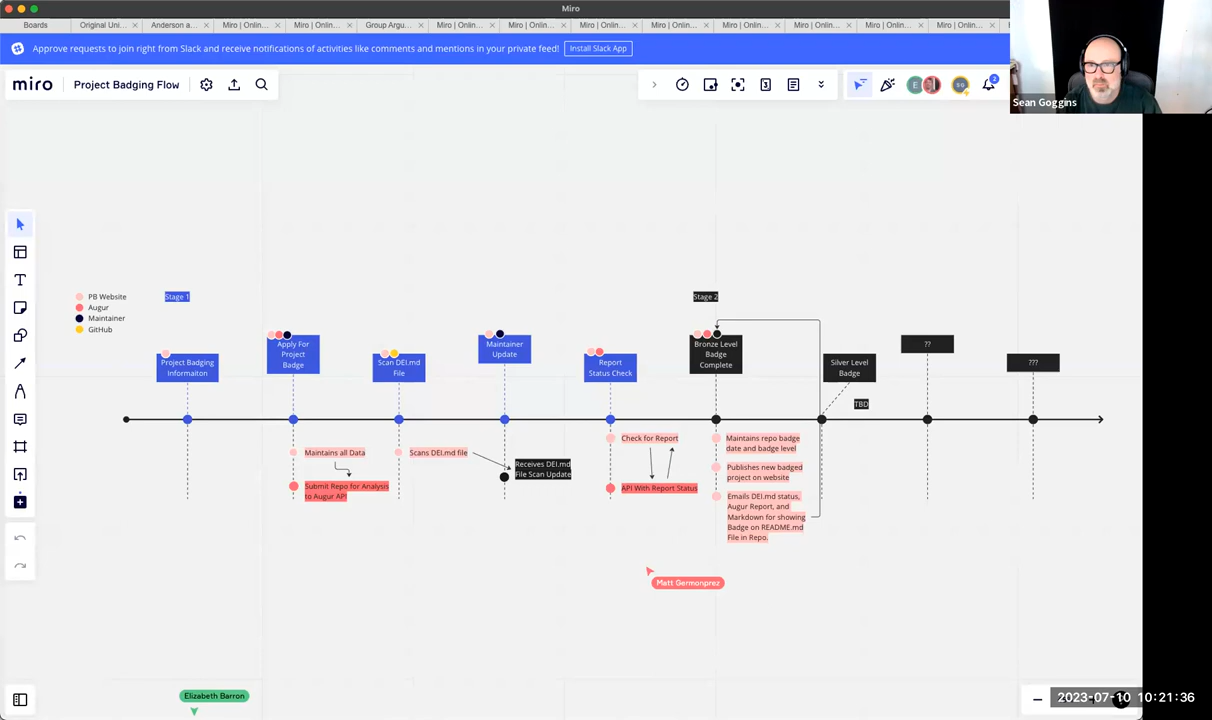 Miro
Boards
Original Uni...
Anderson a...
Miro | Onlin...
Miro | Onlin...
Group Argu...
Miro | Onlin...
Miro | Onlin...
Miro | Onlin...
Miro | Onlin...
Miro | Onlin...
Miro | Onlin...
Miro | Onlin...
Approve requests to join right from Slack and receive notifications of activities like comments and mentions in your private feed!
Install Slack App
miro
Project Badging Flow
E
SG
2
Sean Goggins
PB Website
Augur
Maintainer
GitHub
Stage 1
Stage 2
Project Badging
Informaiton
Apply For
Project
Badge
Scan DEI.md
File
Maintainer
Update
Report
Status Check
Bronze Level
Badge
Complete
Silver Level
Badge
??
???
TBD
Maintains all Data
Submit Repo for Analysis
to Augur API
Scans DEI.md file
Receives DEI.md
File Scan Update
Check for Report
API With Report Status
Maintains repo badge
date and badge level
Publishes new badged
project on website
Emails DEI.md status,
Augur Report, and
Markdown for showing
Badge on README.md
File in Repo.
Matt Germonprez
Elizabeth Barron
2023-07-10 10:21:36